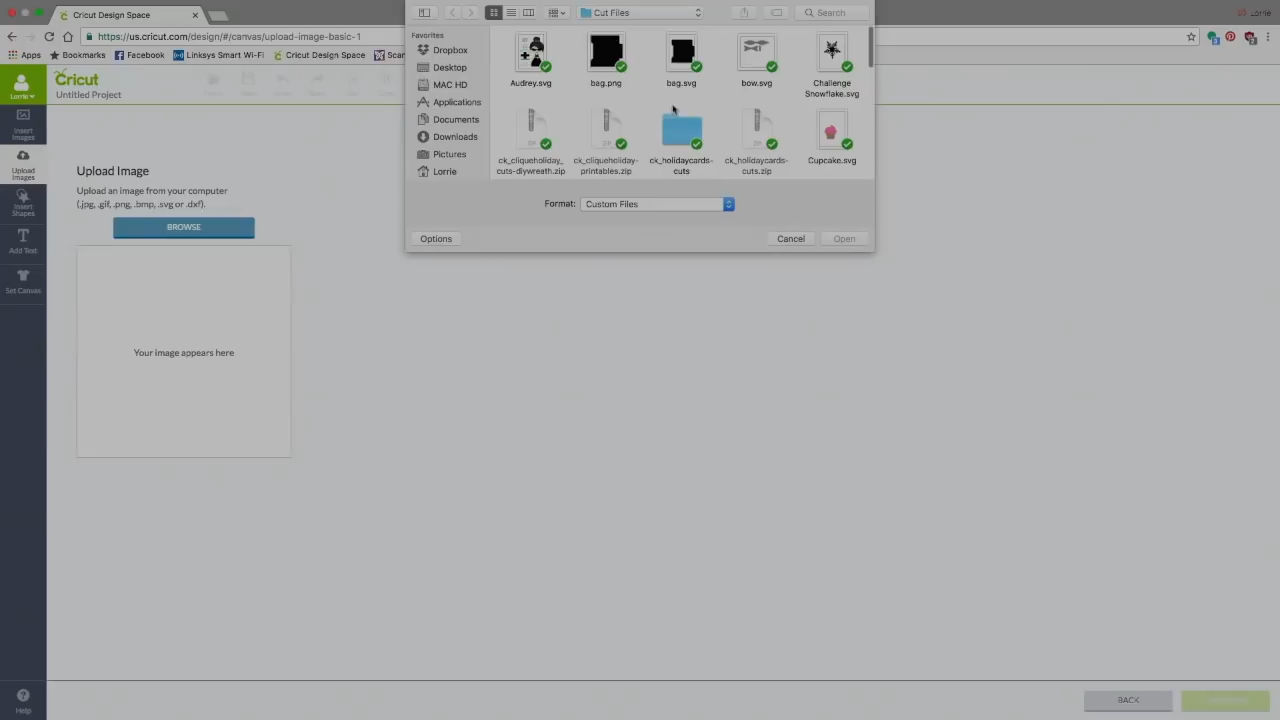 Cricut Design Space
Lorrie
https://us.cricut.com/design/#/canvas/upload-image-basic-1
Apps
Bookmarks
Facebook
Linksys Smart Wi-Fi
Cricut Design Space
Scan
Lorrie
Cricut
Untitled Project
Insert
Images
Upload
Images
Insert
Shapes
Add Text
Set Canvas
Help
Upload Image
Upload an image from your computer
(.jpg, .gif, .png, .bmp, .svg or .dxf).
BROWSE
Your image appears here
Cut Files
Search
Favorites
Dropbox
Desktop
MAC HD
Applications
Documents
Downloads
Pictures
Lorrie
Audrey.svg
bag.png
bag.svg
bow.svg
Challenge
Snowflake.svg
ck_cliqueholiday_
cuts-diywreath.zip
ck_cliqueholiday-
printables.zip
ck_holidaycards-
cuts
ck_holidaycards-
cuts.zip
Cupcake.svg
Format:
Custom Files
Options
Cancel
Open
BACK